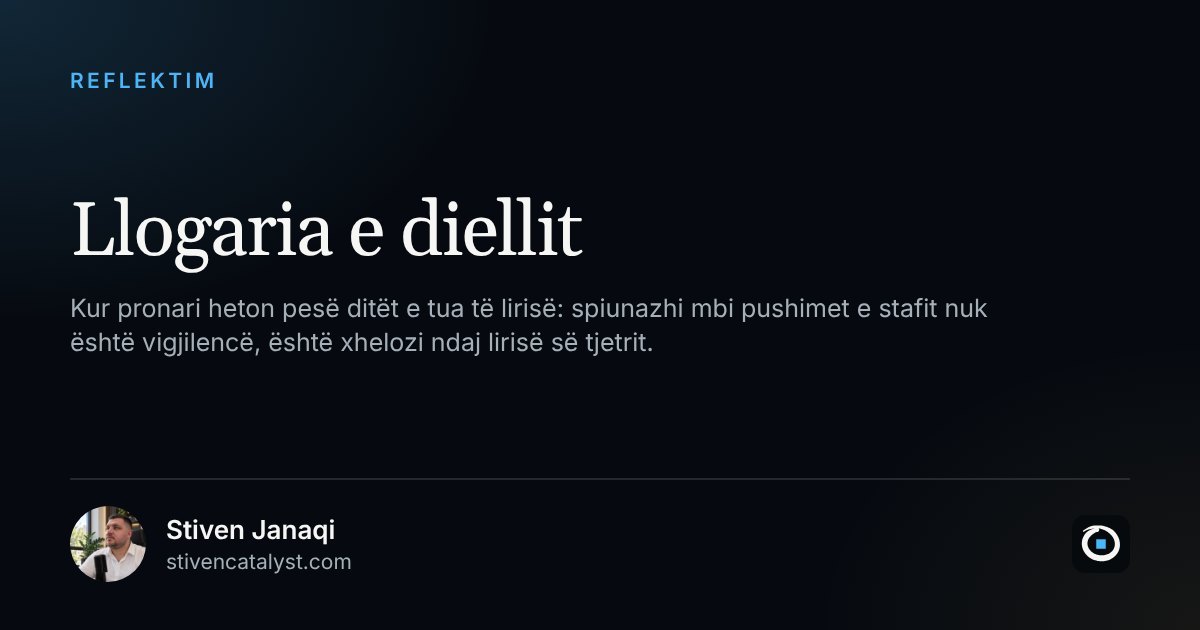 REFLEKTIM
Llogaria e diellit
Kur pronari heton pesë ditët e tua të lirisë: spiunazhi mbi pushimet e stafit nuk
është vigjilencë, është xhelozi ndaj lirisë së tjetrit.
Stiven Janaqi
stivencatalyst.com